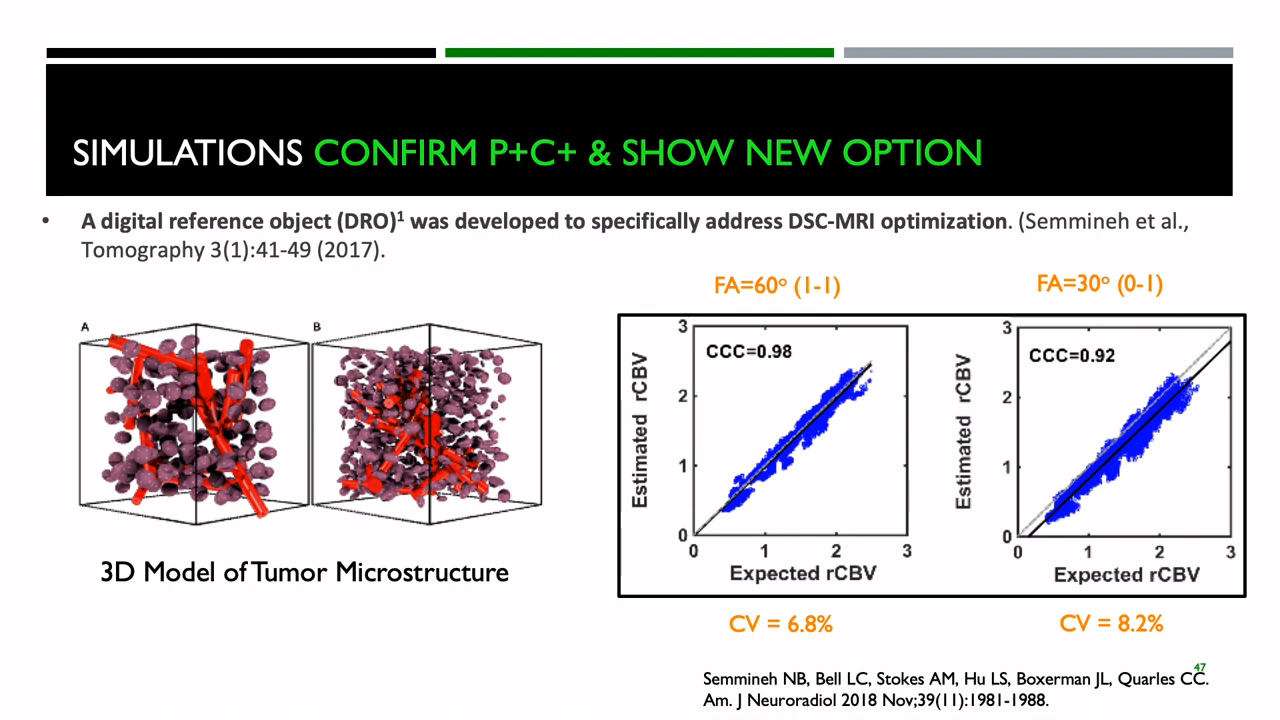 SIMULATIONS CONFIRM P+C+ & SHOW NEW OPTION
• A digital reference object (DRO)¹ was developed to specifically address DSC-MRI optimization. (Semmineh et al.,
Tomography 3(1):41-49 (2017).
A
B
3D Model of Tumor Microstructure
FA=60º (1-1)
CCC=0.98
Estimated rCBV
3
2
1
0
0 1 2 3
Expected rCBV
CV = 6.8%
FA=30º (0-1)
CCC=0.92
Estimated rCBV
3
2
1
0
0 1 2 3
Expected rCBV
CV = 8.2%
47
Semmineh NB, Bell LC, Stokes AM, Hu LS, Boxerman JL, Quarles CC.
Am. J Neuroradiol 2018 Nov;39(11):1981-1988.